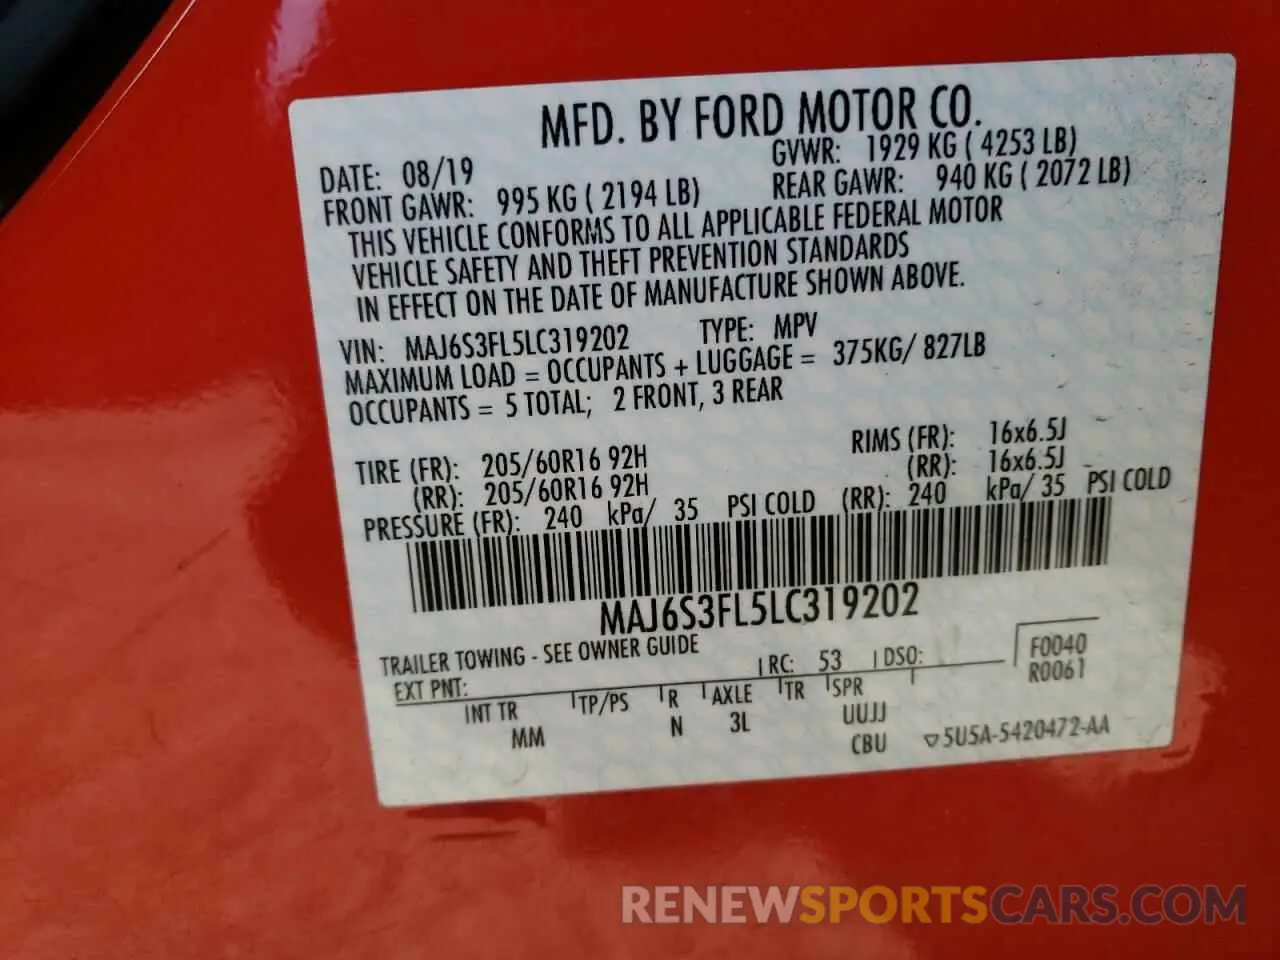 MFD. BY FORD MOTOR CO.
DATE: 08/19 GVWR: 1929 KG ( 4253 LB)
FRONT GAWR: 995 KG ( 2194 LB) REAR GAWR: 940 KG ( 2072 LB)
THIS VEHICLE CONFORMS TO ALL APPLICABLE FEDERAL MOTOR
VEHICLE SAFETY AND THEFT PREVENTION STANDARDS
IN EFFECT ON THE DATE OF MANUFACTURE SHOWN ABOVE.
VIN: MAJ6S3FL5LC319202 TYPE: MPV
MAXIMUM LOAD = OCCUPANTS + LUGGAGE = 375KG/ 827LB
OCCUPANTS = 5 TOTAL; 2 FRONT, 3 REAR
TIRE (FR): 205/60R16 92H RIMS (FR): 16x6.5J
(RR): 205/60R16 92H (RR): 16x6.5J
PRESSURE (FR): 240 kPa/ 35 PSI COLD (RR): 240 kPa/ 35 PSI COLD
MAJ6S3FL5LC319202
TRAILER TOWING - SEE OWNER GUIDE
EXT PNT: RC: 53 DSO: F0040
R0061
INT TR TP/PS R AXLE TR SPR
MM N 3L UUJJ
CBU ▽5U5A-5420472-AA
RENEWSPORTSCARS.COM